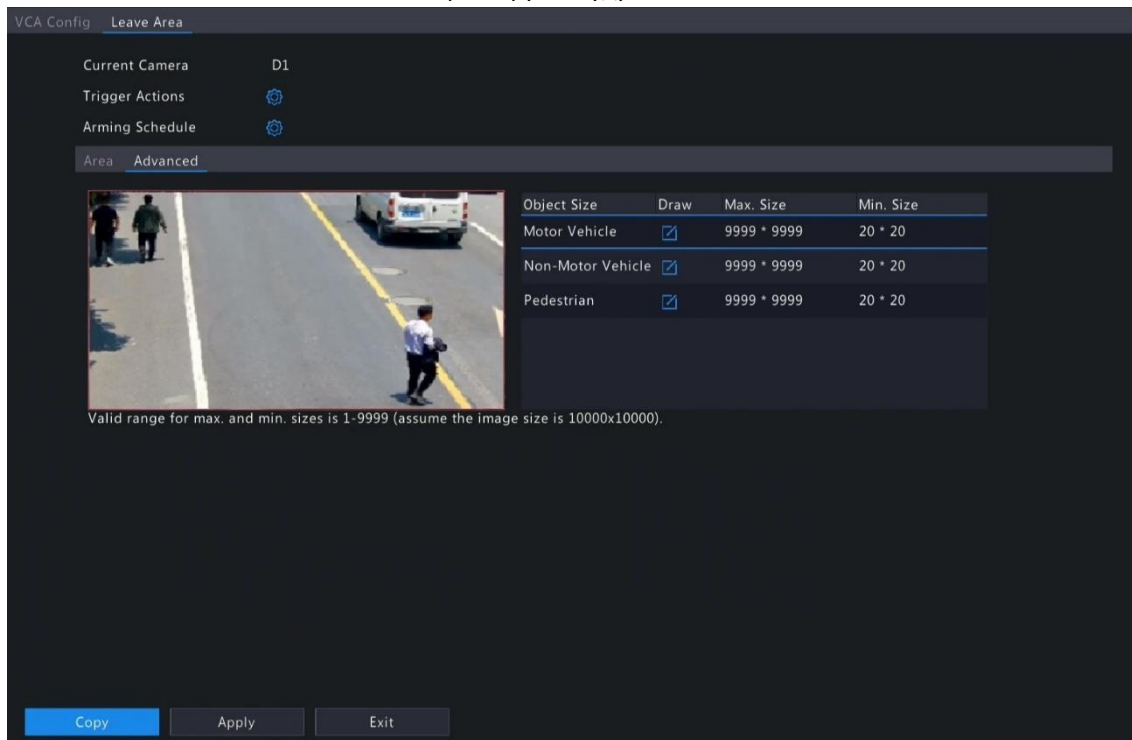 VCA Config Leave Area
Current Camera D1
Trigger Actions
Arming Schedule
Area Advanced
Object Size Draw Max. Size Min. Size
Motor Vehicle 9999 * 9999 20 * 20
Non-Motor Vehicle 9999 * 9999 20 * 20
Pedestrian 9999 * 9999 20 * 20
Valid range for max. and min. sizes is 1-9999 (assume the image size is 10000x10000).
Copy Apply Exit